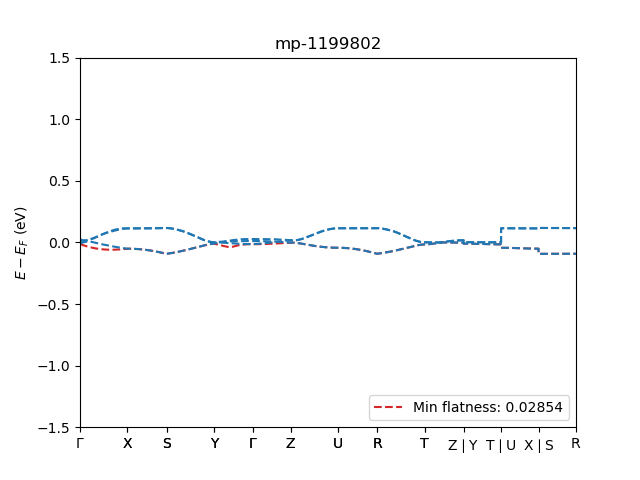 mp-1199802
E − E_F (eV)
1.5
1.0
0.5
0.0
−0.5
−1.0
−1.5
Min flatness: 0.02854
Γ X S Y Γ Z U R T Z | Y T | U X | S R